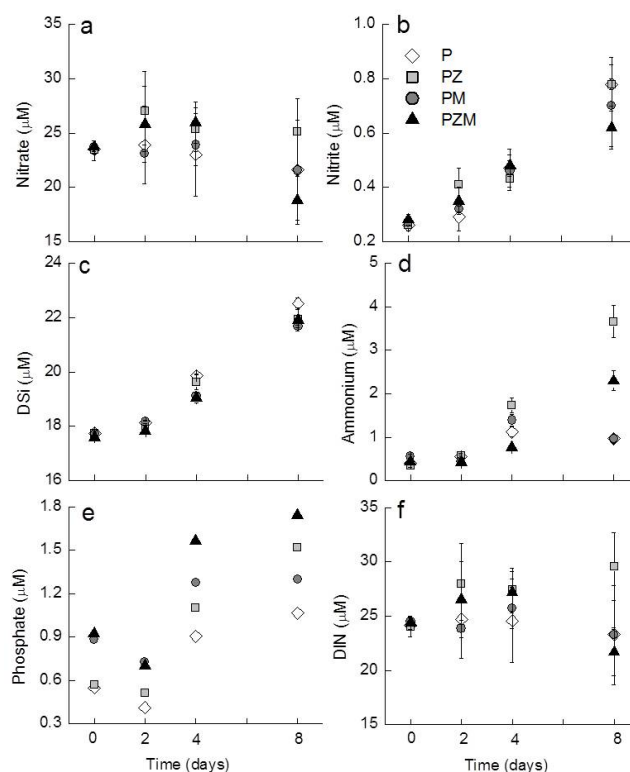 a
Nitrate (μM)
35
30
25
20
15
b
P
PZ
PM
PZM
Nitrite (μM)
1.0
0.8
0.6
0.4
0.2
c
DSi (μM)
24
22
20
18
16
d
Ammonium (μM)
5
4
3
2
1
0
e
Phosphate (μM)
1.8
1.5
1.2
0.9
0.6
0.3
0 2 4 8
Time (days)
f
DIN (μM)
35
30
25
20
15
0 2 4 8
Time (days)